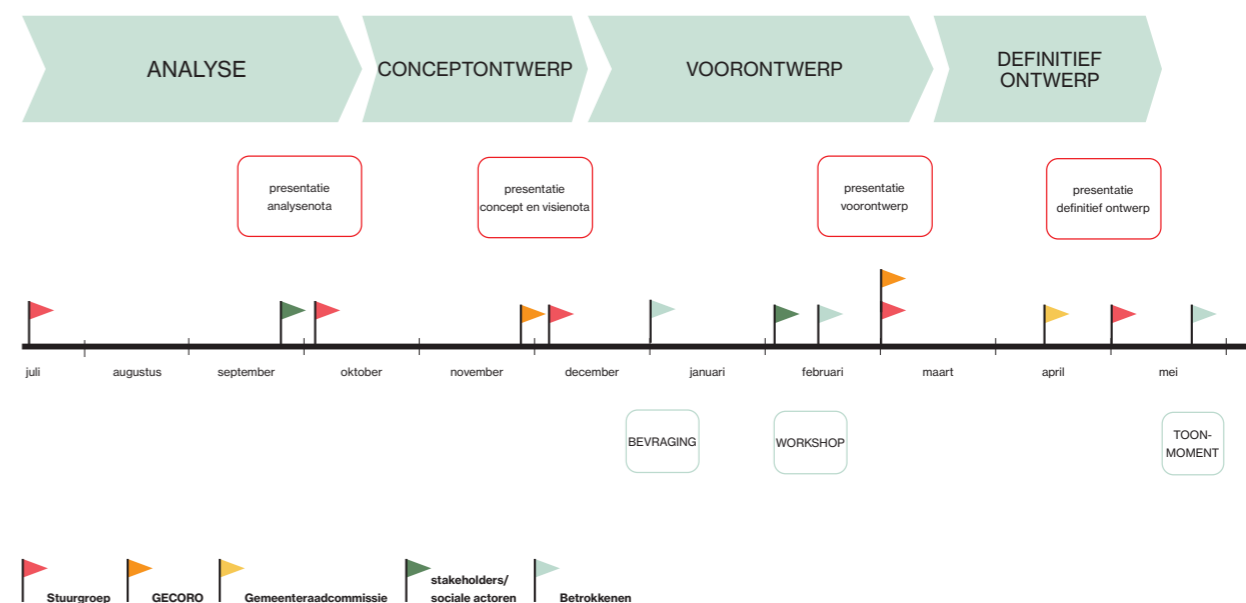 ANALYSE
CONCEPTONTWERP
VOORONTWERP
DEFINITIEF
ONTWERP
presentatie
analysenota
presentatie
concept en visienota
presentatie
voorontwerp
presentatie
definitief ontwerp
juli
augustus
september
oktober
november
december
januari
februari
maart
april
mei
BEVRAGING
WORKSHOP
TOON-
MOMENT
Stuurgroep
GECORO
Gemeenteraadcommissie
stakeholders/
sociale actoren
Betrokkenen